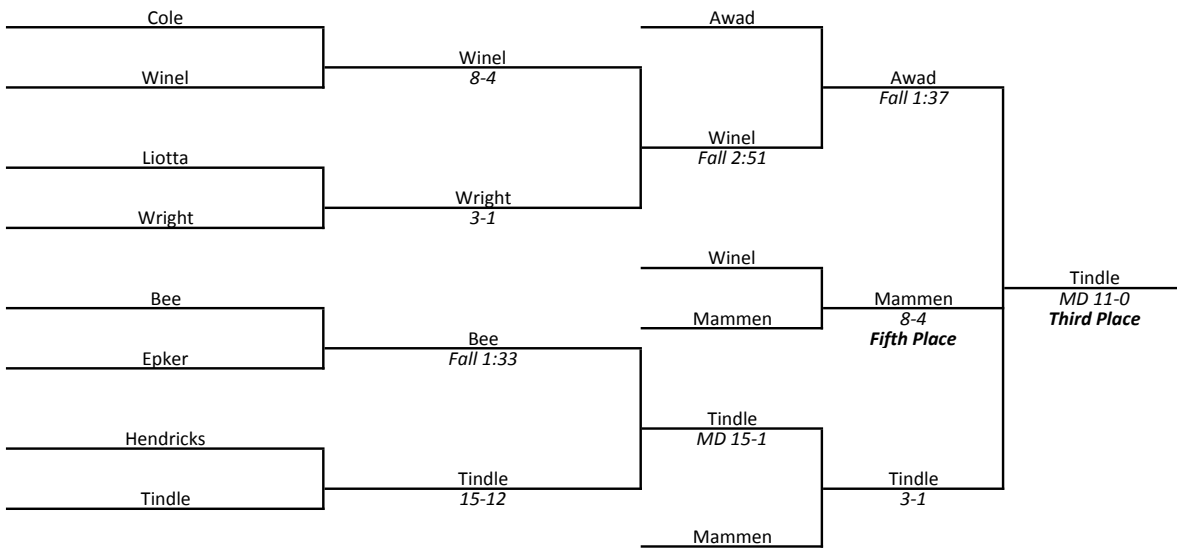 Cole
Awad
Winel
8-4
Winel
Awad
Fall 1:37
Winel
Fall 2:51
Liotta
Wright
3-1
Wright
Winel
Tindle
MD 11-0
Third Place
Bee
Mammen
8-4
Fifth Place
Mammen
Bee
Fall 1:33
Epker
Tindle
MD 15-1
Hendricks
Tindle
15-12
Tindle
3-1
Tindle
Mammen